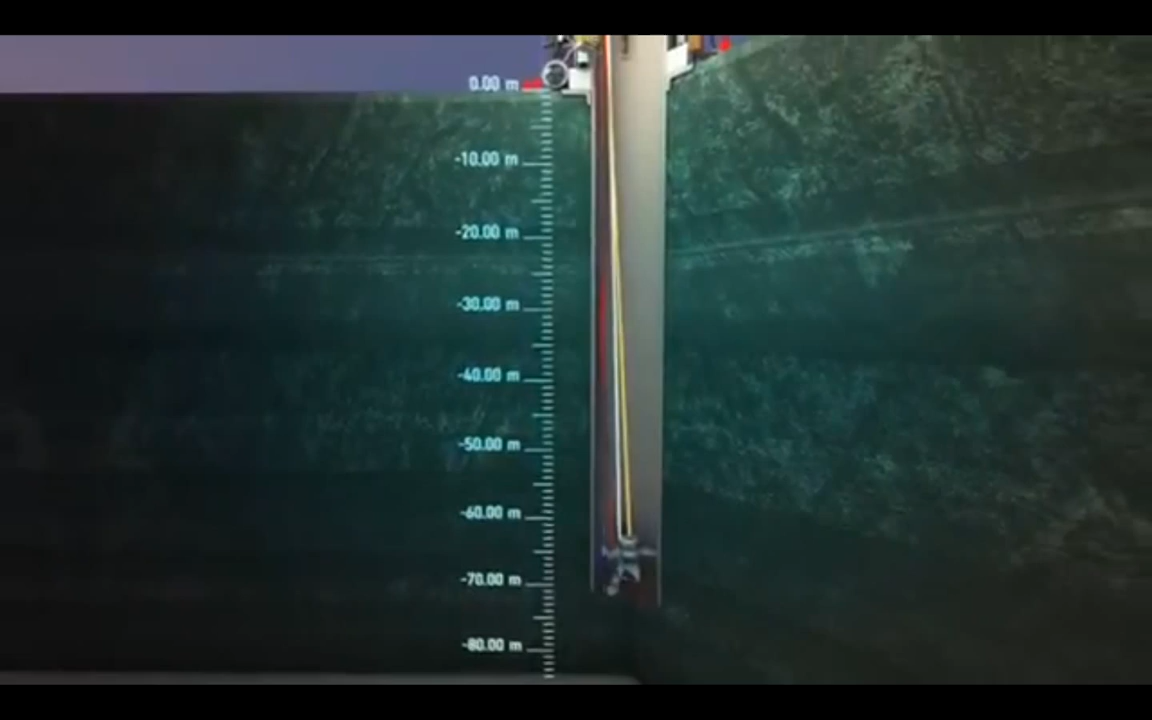 0.00 m
-10.00 m
-20.00 m
-30.00 m
-40.00 m
-50.00 m
-60.00 m
-70.00 m
-80.00 m